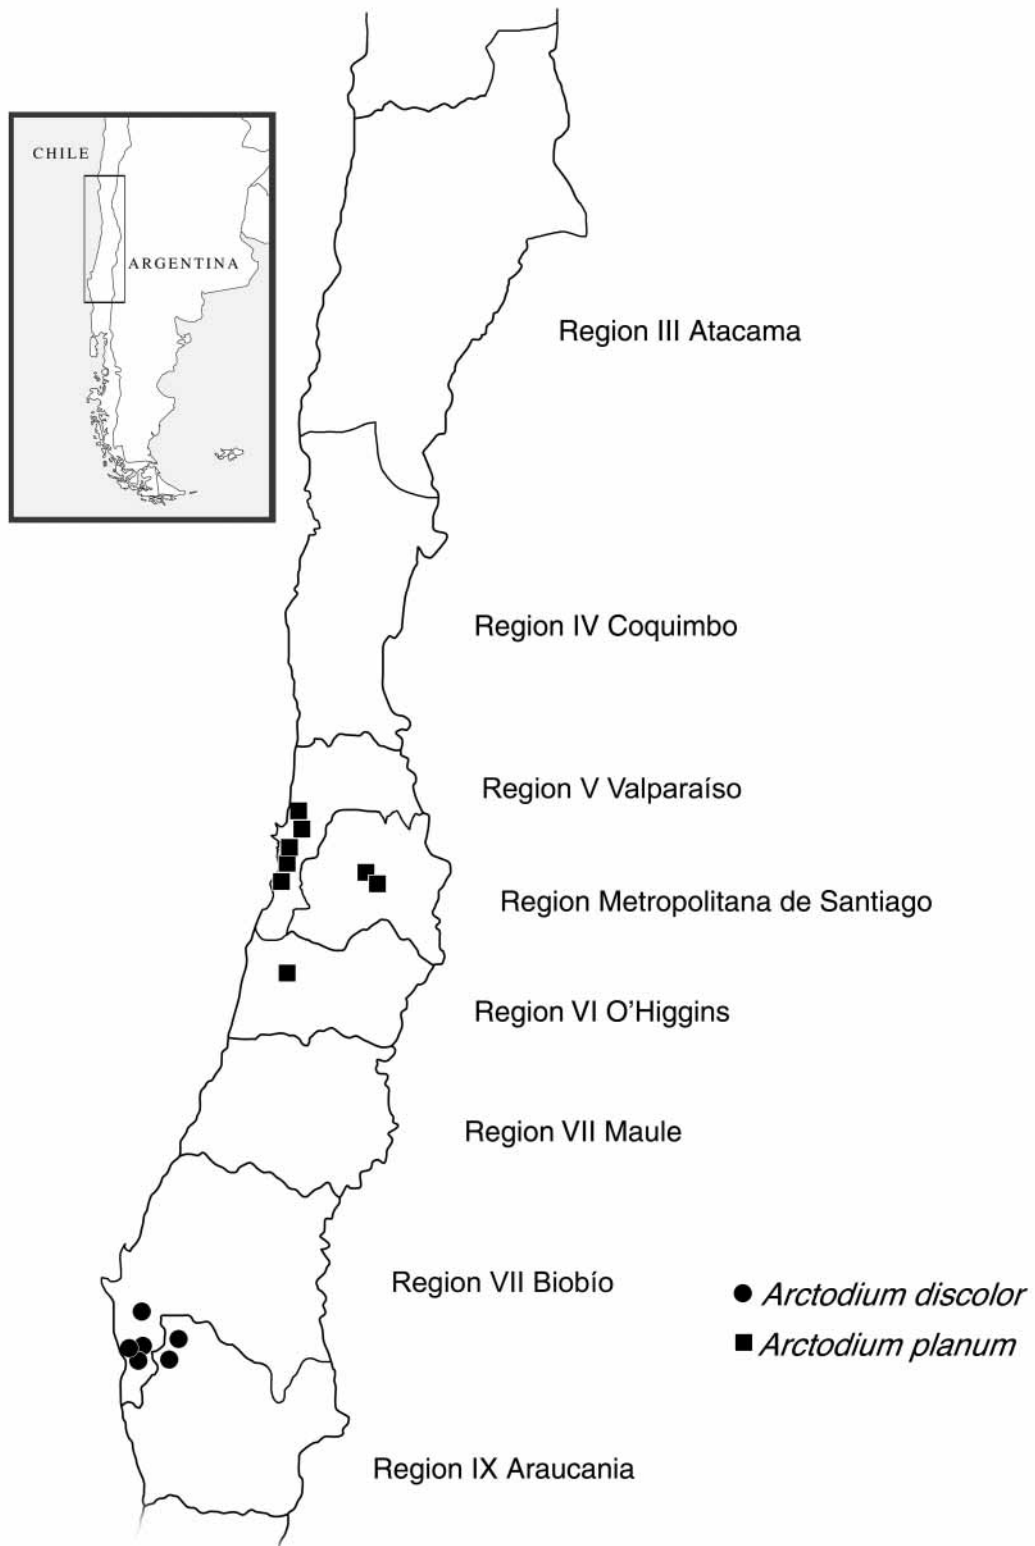 CHILE
ARGENTINA
Region III Atacama
Region IV Coquimbo
Region V Valparaíso
Region Metropolitana de Santiago
Region VI O’Higgins
Region VII Maule
Region VII Biobío
Arctodium discolor
Arctodium planum
Region IX Araucania